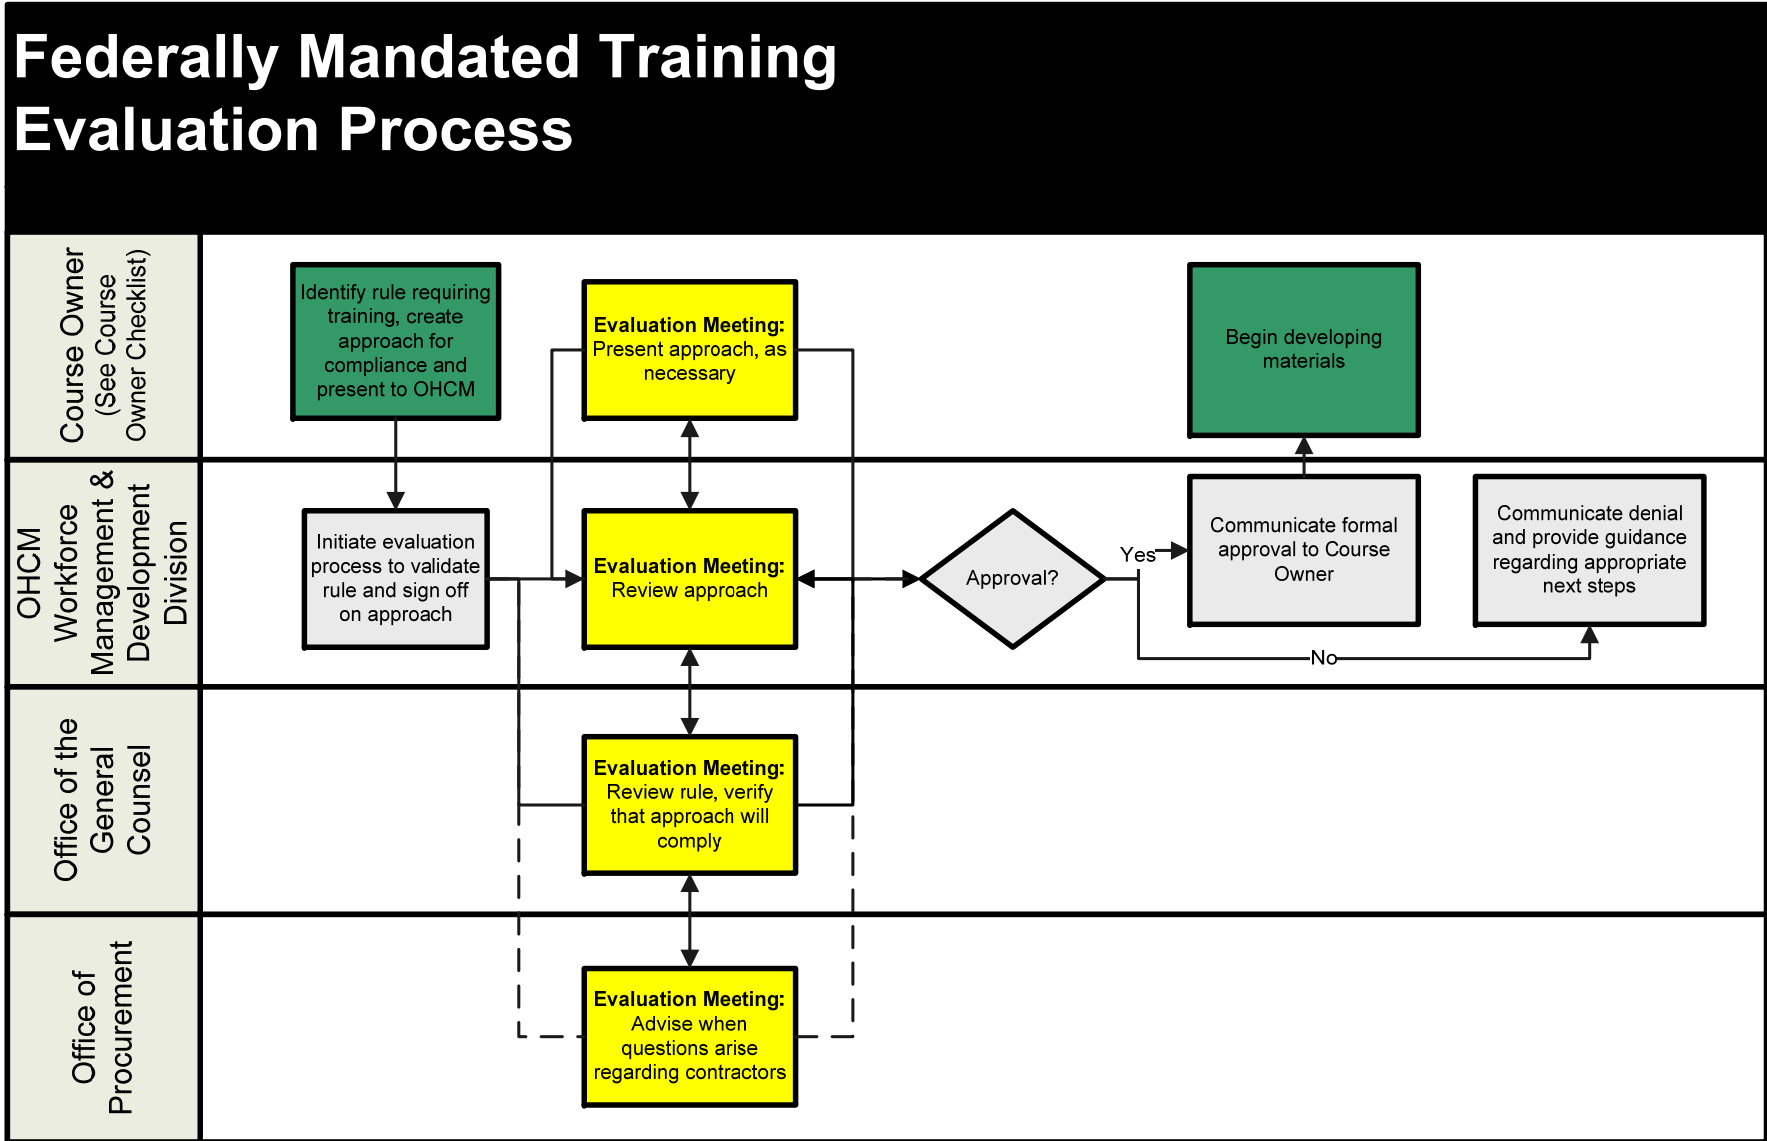 Federally Mandated Training
Evaluation Process
Course Owner
(See Course
Owner Checklist)
Identify rule requiring
training, create
approach for
compliance and
present to OHCM
Evaluation Meeting:
Present approach, as
necessary
Begin developing
materials
OHCM
Workforce
Management &
Development
Division
Initiate evaluation
process to validate
rule and sign off
on approach
Evaluation Meeting:
Review approach
Approval?
Yes
No
Communicate formal
approval to Course
Owner
Communicate denial
and provide guidance
regarding appropriate
next steps
Office of the
General
Counsel
Evaluation Meeting:
Review rule, verify
that approach will
comply
Office of
Procurement
Evaluation Meeting:
Advise when
questions arise
regarding contractors